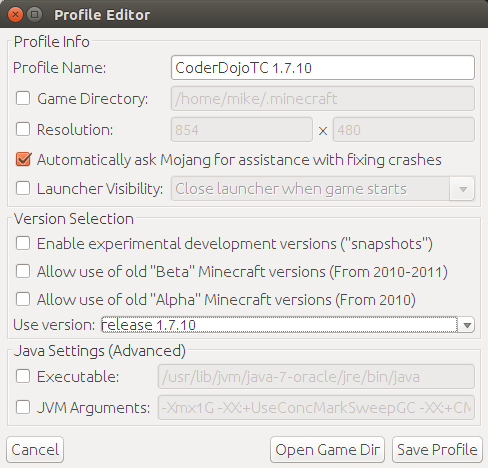 Profile Editor
Profile Info
Profile Name: CoderDojoTC 1.7.10
Game Directory: /home/mike/.minecraft
Resolution: 854 x 480
Automatically ask Mojang for assistance with fixing crashes
Launcher Visibility: Close launcher when game starts
Version Selection
Enable experimental development versions ("snapshots")
Allow use of old "Beta" Minecraft versions (From 2010-2011)
Allow use of old "Alpha" Minecraft versions (From 2010)
Use version: release 1.7.10
Java Settings (Advanced)
Executable: /usr/lib/jvm/java-7-oracle/jre/bin/java
JVM Arguments: -Xmx1G -XX:+UseConcMarkSweepGC -XX:+CM
Cancel Open Game Dir Save Profile